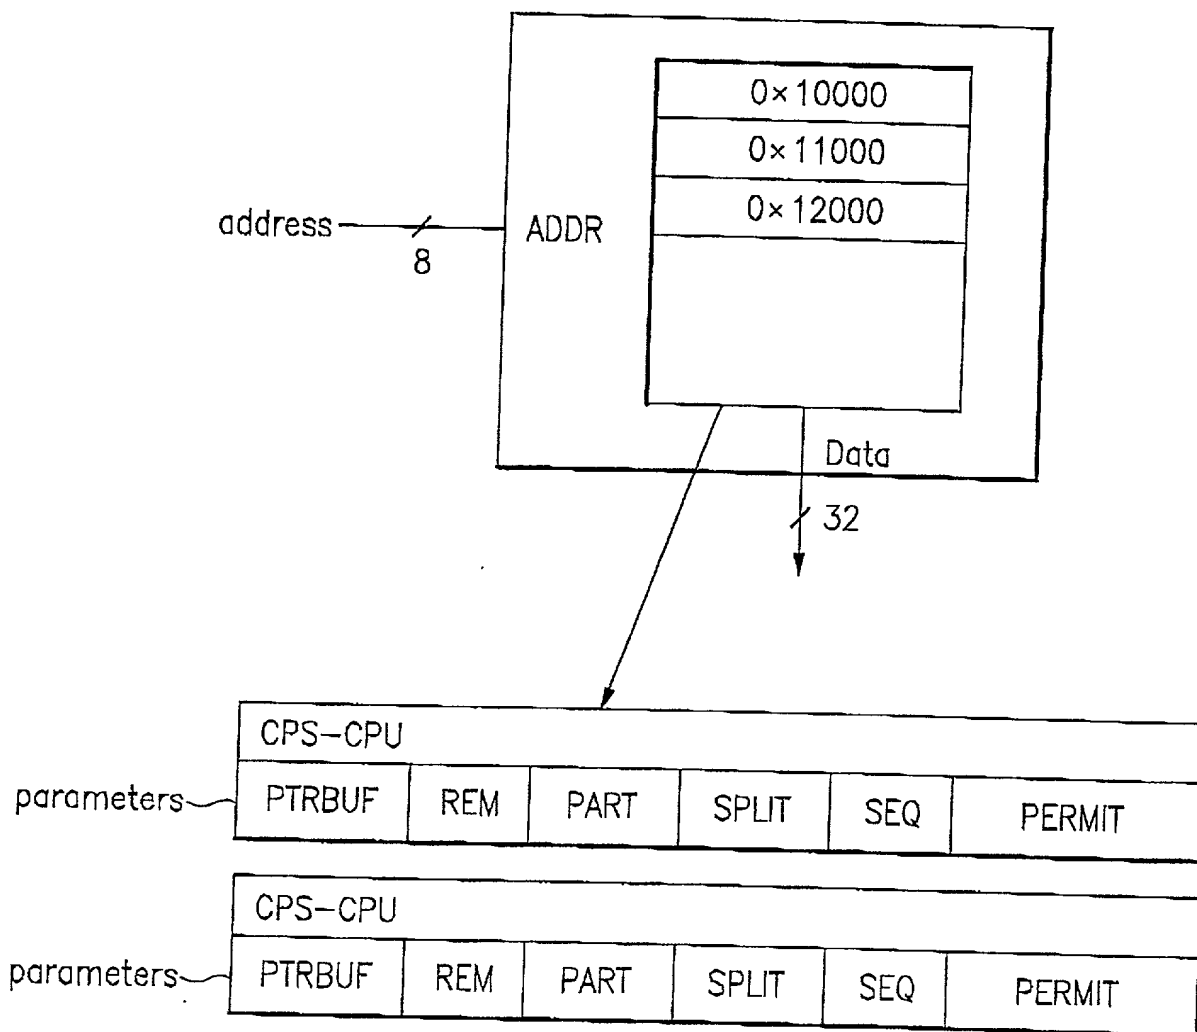 0×10000
0×11000
0×12000
address
8
ADDR
Data
32
CPS-CPU
parameters
PTRBUF REM PART SPLIT SEQ PERMIT
CPS-CPU
parameters
PTRBUF REM PART SPLIT SEQ PERMIT